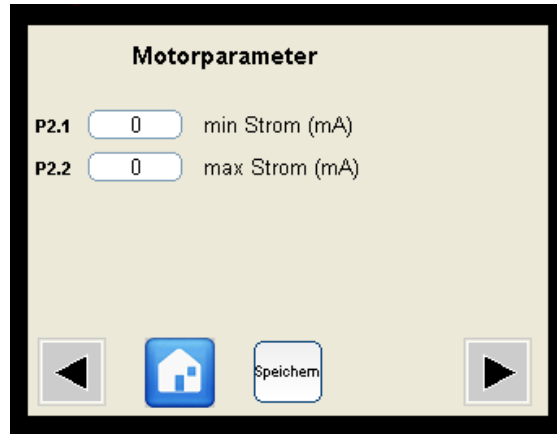 Motorparameter
P2.1 0 min Strom (mA)
P2.2 0 max Strom (mA)
Speichern